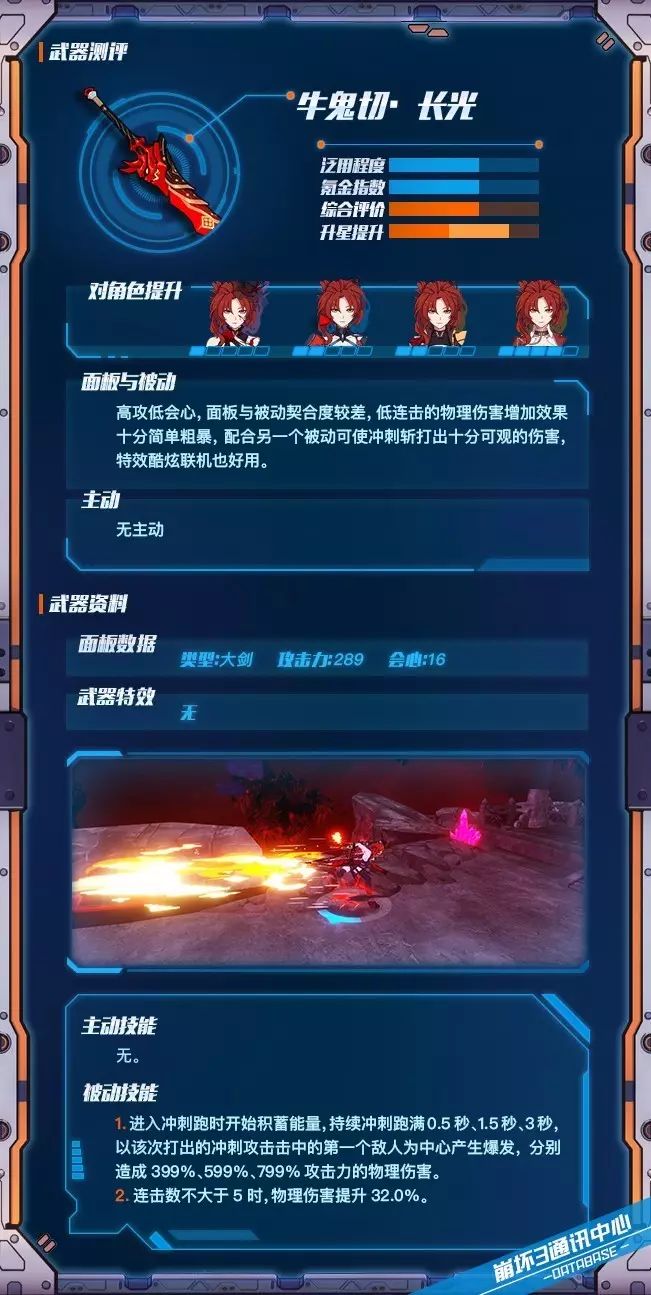 武器测评
牛鬼切·长光
泛用程度
氪金指数
综合评价
升星提升
对角色提升
面板与被动
高攻低会心，面板与被动契合度较差，低连击的物理伤害增加效果
十分简单粗暴，配合另一个被动可使冲刺斩打出十分可观的伤害，
特效酷炫联机也好用。
主动
无主动
武器资料
面板数据
类型:大剑 攻击力:289 会心:16
武器特效
无
主动技能
无。
被动技能
1. 进入冲刺跑时开始积蓄能量，持续冲刺跑满0.5秒、1.5秒、3秒，
以该次打出的冲刺攻击击中的第一个敌人为中心产生爆发，分别
造成 399%、599%、799% 攻击力的物理伤害。
2. 连击数不大于 5 时，物理伤害提升 32.0%。
崩坏3通讯中心
—DATABASE—